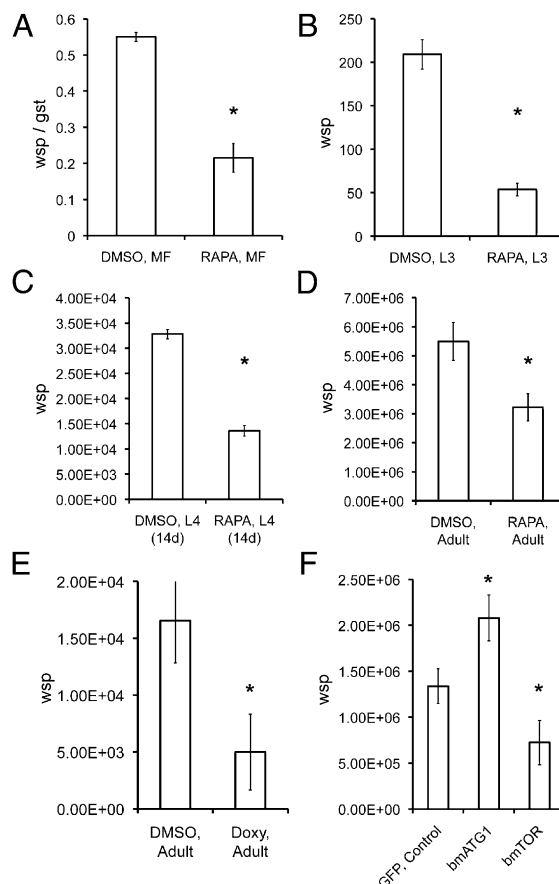 A
wsp / gst
0.6
0.5
0.4
0.3
0.2
0.1
0
*
DMSO, MF
RAPA, MF
B
wsp
250
200
150
100
50
0
*
DMSO, L3
RAPA, L3
C
wsp
4.00E+04
3.50E+04
3.00E+04
2.50E+04
2.00E+04
1.50E+04
1.00E+04
5.00E+03
0.00E+00
*
DMSO, L4
(14d)
RAPA, L4
(14d)
D
wsp
7.00E+06
6.00E+06
5.00E+06
4.00E+06
3.00E+06
2.00E+06
1.00E+06
0.00E+00
*
DMSO,
Adult
RAPA,
Adult
E
wsp
2.00E+04
1.50E+04
1.00E+04
5.00E+03
0.00E+00
*
DMSO,
Adult
Doxy,
Adult
F
wsp
2.50E+06
2.00E+06
1.50E+06
1.00E+06
5.00E+05
0.00E+00
*
*
GFP, Control
bmATG1
bmTOR